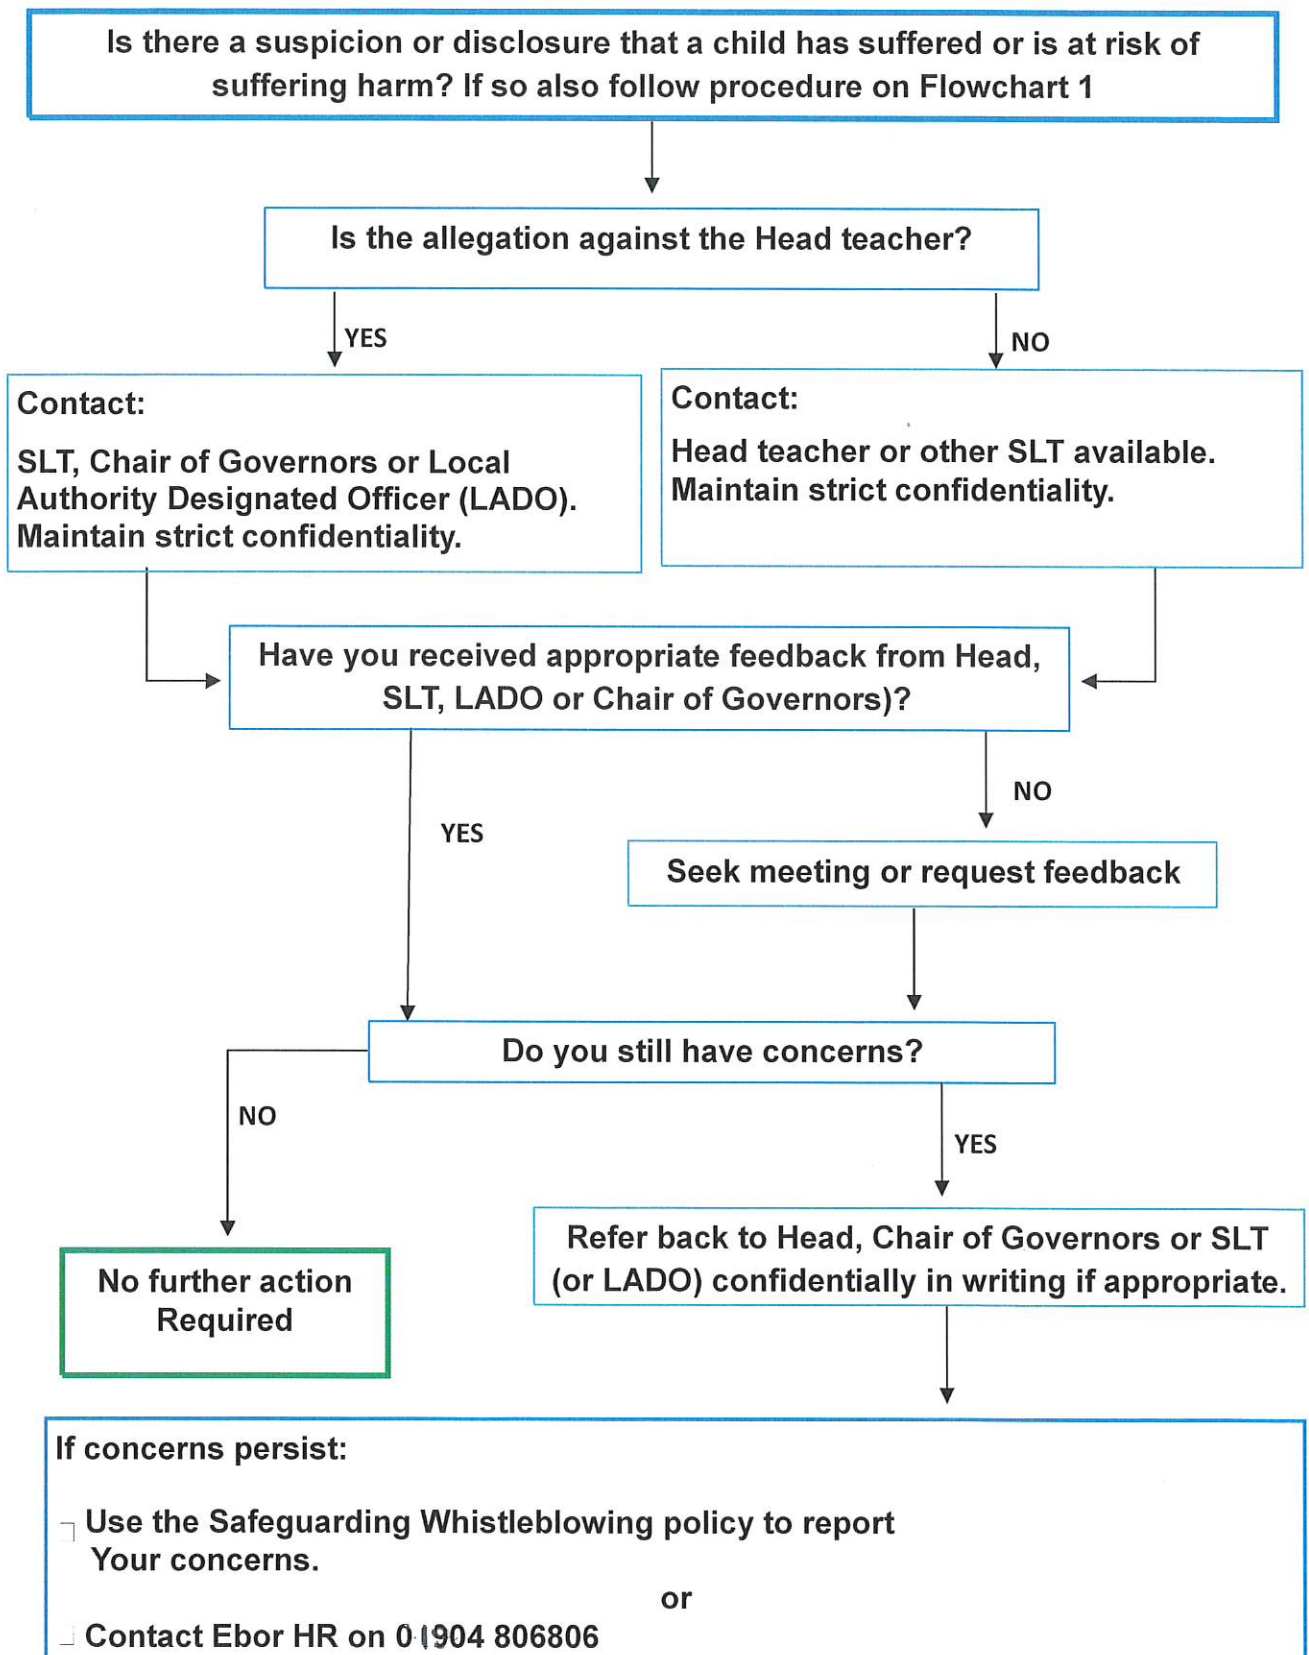 Is there a suspicion or disclosure that a child has suffered or is at risk of
suffering harm? If so also follow procedure on Flowchart 1
Is the allegation against the Head teacher?
YES
NO
Contact:
SLT, Chair of Governors or Local
Authority Designated Officer (LADO).
Maintain strict confidentiality.
Contact:
Head teacher or other SLT available.
Maintain strict confidentiality.
Have you received appropriate feedback from Head,
SLT, LADO or Chair of Governors)?
YES
NO
Seek meeting or request feedback
Do you still have concerns?
NO
YES
No further action
Required
Refer back to Head, Chair of Governors or SLT
(or LADO) confidentially in writing if appropriate.
If concerns persist:
Use the Safeguarding Whistleblowing policy to report
Your concerns.
or
Contact Ebor HR on 01904 806806